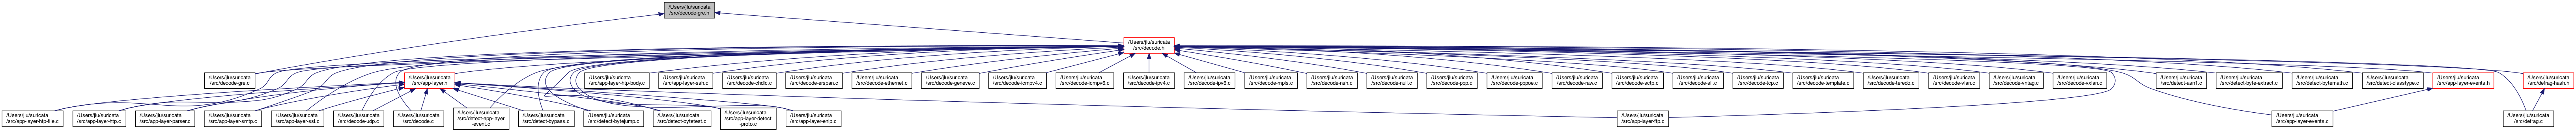 /Users/jlu/suricata
/src/decode-gre.h
/Users/jlu/suricata
/src/decode.h
/Users/jlu/suricata
/src/decode-gre.c
/Users/jlu/suricata
/src/app-layer.h
/Users/jlu/suricata
/src/app-layer-htp-body.c
/Users/jlu/suricata
/src/app-layer-ssh.c
/Users/jlu/suricata
/src/decode-chdlc.c
/Users/jlu/suricata
/src/decode-erspan.c
/Users/jlu/suricata
/src/decode-ethernet.c
/Users/jlu/suricata
/src/decode-geneve.c
/Users/jlu/suricata
/src/decode-icmpv4.c
/Users/jlu/suricata
/src/decode-icmpv6.c
/Users/jlu/suricata
/src/decode-ipv4.c
/Users/jlu/suricata
/src/decode-ipv6.c
/Users/jlu/suricata
/src/decode-mpls.c
/Users/jlu/suricata
/src/decode-nsh.c
/Users/jlu/suricata
/src/decode-null.c
/Users/jlu/suricata
/src/decode-ppp.c
/Users/jlu/suricata
/src/decode-pppoe.c
/Users/jlu/suricata
/src/decode-raw.c
/Users/jlu/suricata
/src/decode-sctp.c
/Users/jlu/suricata
/src/decode-sll.c
/Users/jlu/suricata
/src/decode-tcp.c
/Users/jlu/suricata
/src/decode-template.c
/Users/jlu/suricata
/src/decode-teredo.c
/Users/jlu/suricata
/src/decode-vlan.c
/Users/jlu/suricata
/src/decode-vntag.c
/Users/jlu/suricata
/src/decode-vxlan.c
/Users/jlu/suricata
/src/detect-asn1.c
/Users/jlu/suricata
/src/detect-byte-extract.c
/Users/jlu/suricata
/src/detect-bytemath.c
/Users/jlu/suricata
/src/detect-classtype.c
/Users/jlu/suricata
/src/app-layer-events.h
/Users/jlu/suricata
/src/defrag-hash.h
/Users/jlu/suricata
/src/app-layer-htp-file.c
/Users/jlu/suricata
/src/app-layer-htp.c
/Users/jlu/suricata
/src/app-layer-parser.c
/Users/jlu/suricata
/src/app-layer-smtp.c
/Users/jlu/suricata
/src/app-layer-ssl.c
/Users/jlu/suricata
/src/decode-udp.c
/Users/jlu/suricata
/src/decode.c
/Users/jlu/suricata
/src/detect-app-layer
-event.c
/Users/jlu/suricata
/src/detect-bypass.c
/Users/jlu/suricata
/src/detect-bytejump.c
/Users/jlu/suricata
/src/detect-bytetest.c
/Users/jlu/suricata
/src/app-layer-detect
-proto.c
/Users/jlu/suricata
/src/app-layer-enip.c
/Users/jlu/suricata
/src/app-layer-ftp.c
/Users/jlu/suricata
/src/app-layer-events.c
/Users/jlu/suricata
/src/defrag.c